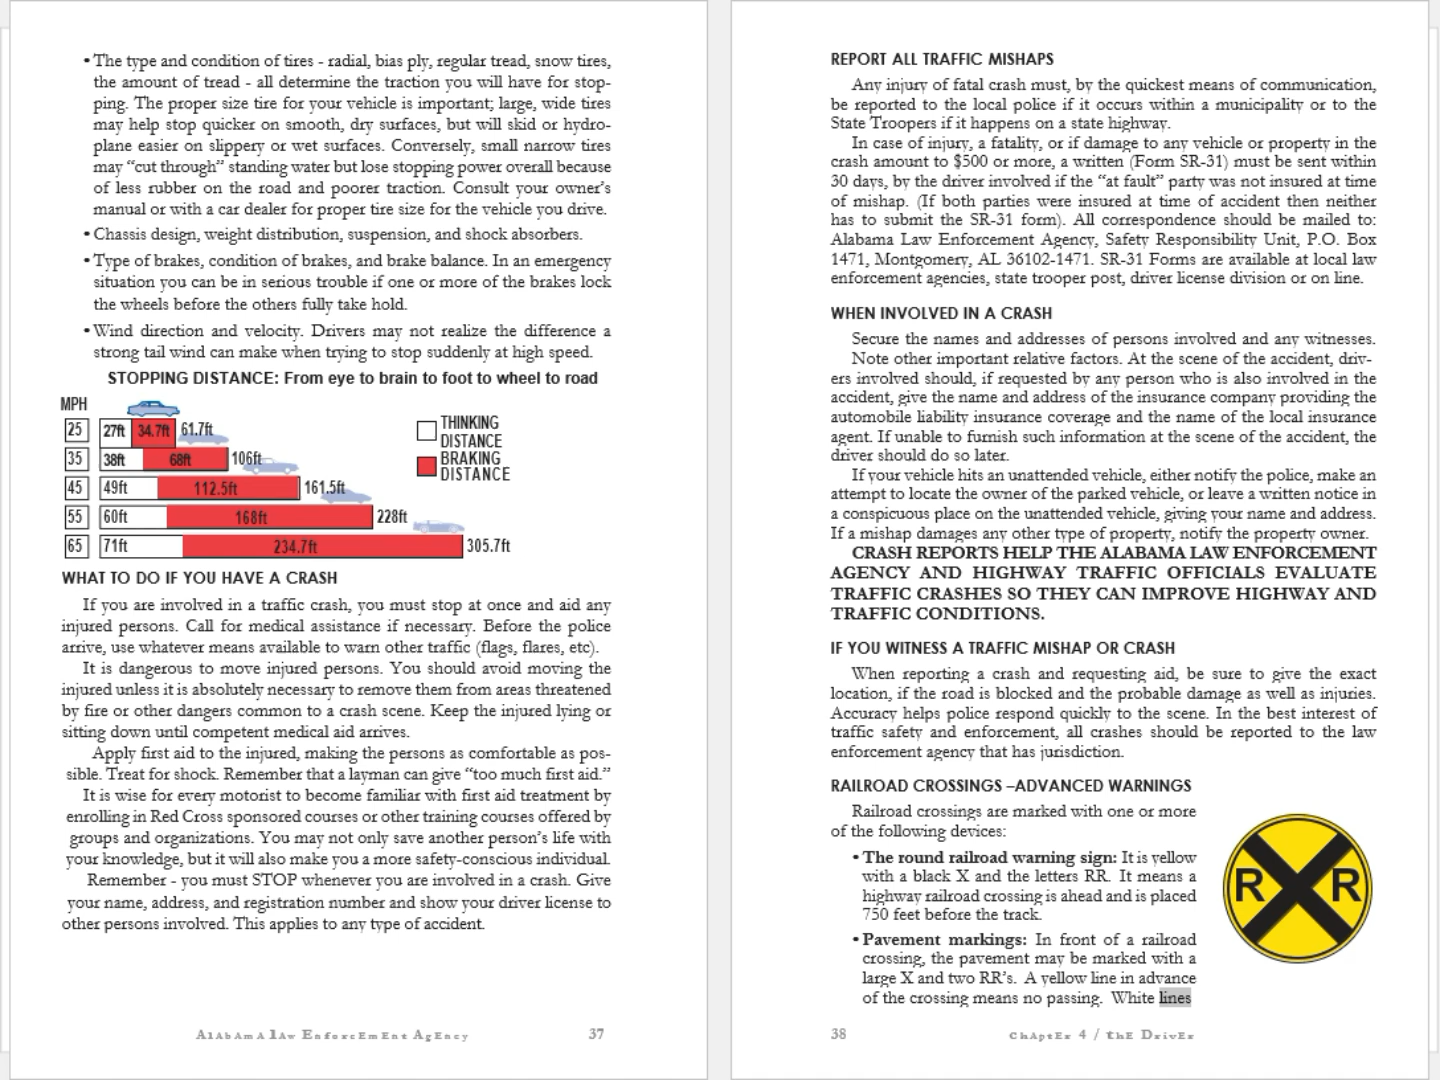 • The type and condition of tires - radial, bias ply, regular tread, snow tires,
the amount of tread - all determine the traction you will have for stop-
ping. The proper size tire for your vehicle is important; large, wide tires
may help stop quicker on smooth, dry surfaces, but will skid or hydro-
plane easier on slippery or wet surfaces. Conversely, small narrow tires
may “cut through” standing water but lose stopping power overall because
of less rubber on the road and poorer traction. Consult your owner’s
manual or with a car dealer for proper tire size for the vehicle you drive.
• Chassis design, weight distribution, suspension, and shock absorbers.
• Type of brakes, condition of brakes, and brake balance. In an emergency
situation you can be in serious trouble if one or more of the brakes lock
the wheels before the others fully take hold.
• Wind direction and velocity. Drivers may not realize the difference a
strong tail wind can make when trying to stop suddenly at high speed.
STOPPING DISTANCE: From eye to brain to foot to wheel to road
MPH
25 27ft 34.7ft 61.7ft
35 38ft 68ft 106ft
45 49ft 112.5ft 161.5ft
55 60ft 168ft 228ft
65 71ft 234.7ft 305.7ft
THINKING
DISTANCE
BRAKING
DISTANCE
WHAT TO DO IF YOU HAVE A CRASH
If you are involved in a traffic crash, you must stop at once and aid any
injured persons. Call for medical assistance if necessary. Before the police
arrive, use whatever means available to warn other traffic (flags, flares, etc).
It is dangerous to move injured persons. You should avoid moving the
injured unless it is absolutely necessary to remove them from areas threatened
by fire or other dangers common to a crash scene. Keep the injured lying or
sitting down until competent medical aid arrives.
Apply first aid to the injured, making the persons as comfortable as pos-
sible. Treat for shock. Remember that a layman can give “too much first aid.”
It is wise for every motorist to become familiar with first aid treatment by
enrolling in Red Cross sponsored courses or other training courses offered by
groups and organizations. You may not only save another person’s life with
your knowledge, but it will also make you a more safety-conscious individual.
Remember - you must STOP whenever you are involved in a crash. Give
your name, address, and registration number and show your driver license to
other persons involved. This applies to any type of accident.
Alabama Law Enforcement Agency 37
REPORT ALL TRAFFIC MISHAPS
Any injury of fatal crash must, by the quickest means of communication,
be reported to the local police if it occurs within a municipality or to the
State Troopers if it happens on a state highway.
In case of injury, a fatality, or if damage to any vehicle or property in the
crash amount to $500 or more, a written (Form SR-31) must be sent within
30 days, by the driver involved if the “at fault” party was not insured at time
of mishap. (If both parties were insured at time of accident then neither
has to submit the SR-31 form). All correspondence should be mailed to:
Alabama Law Enforcement Agency, Safety Responsibility Unit, P.O. Box
1471, Montgomery, AL 36102-1471. SR-31 Forms are available at local law
enforcement agencies, state trooper post, driver license division or on line.
WHEN INVOLVED IN A CRASH
Secure the names and addresses of persons involved and any witnesses.
Note other important relative factors. At the scene of the accident, driv-
ers involved should, if requested by any person who is also involved in the
accident, give the name and address of the insurance company providing the
automobile liability insurance coverage and the name of the local insurance
agent. If unable to furnish such information at the scene of the accident, the
driver should do so later.
If your vehicle hits an unattended vehicle, either notify the police, make an
attempt to locate the owner of the parked vehicle, or leave a written notice in
a conspicuous place on the unattended vehicle, giving your name and address.
If a mishap damages any other type of property, notify the property owner.
CRASH REPORTS HELP THE ALABAMA LAW ENFORCEMENT
AGENCY AND HIGHWAY TRAFFIC OFFICIALS EVALUATE
TRAFFIC CRASHES SO THEY CAN IMPROVE HIGHWAY AND
TRAFFIC CONDITIONS.
IF YOU WITNESS A TRAFFIC MISHAP OR CRASH
When reporting a crash and requesting aid, be sure to give the exact
location, if the road is blocked and the probable damage as well as injuries.
Accuracy helps police respond quickly to the scene. In the best interest of
traffic safety and enforcement, all crashes should be reported to the law
enforcement agency that has jurisdiction.
RAILROAD CROSSINGS –ADVANCED WARNINGS
Railroad crossings are marked with one or more
of the following devices:
• The round railroad warning sign: It is yellow
with a black X and the letters RR. It means a
highway railroad crossing is ahead and is placed
750 feet before the track.
• Pavement markings: In front of a railroad
crossing, the pavement may be marked with a
large X and two RR’s. A yellow line in advance
of the crossing means no passing. White lines
R R
38 Chapter 4 / the Driver